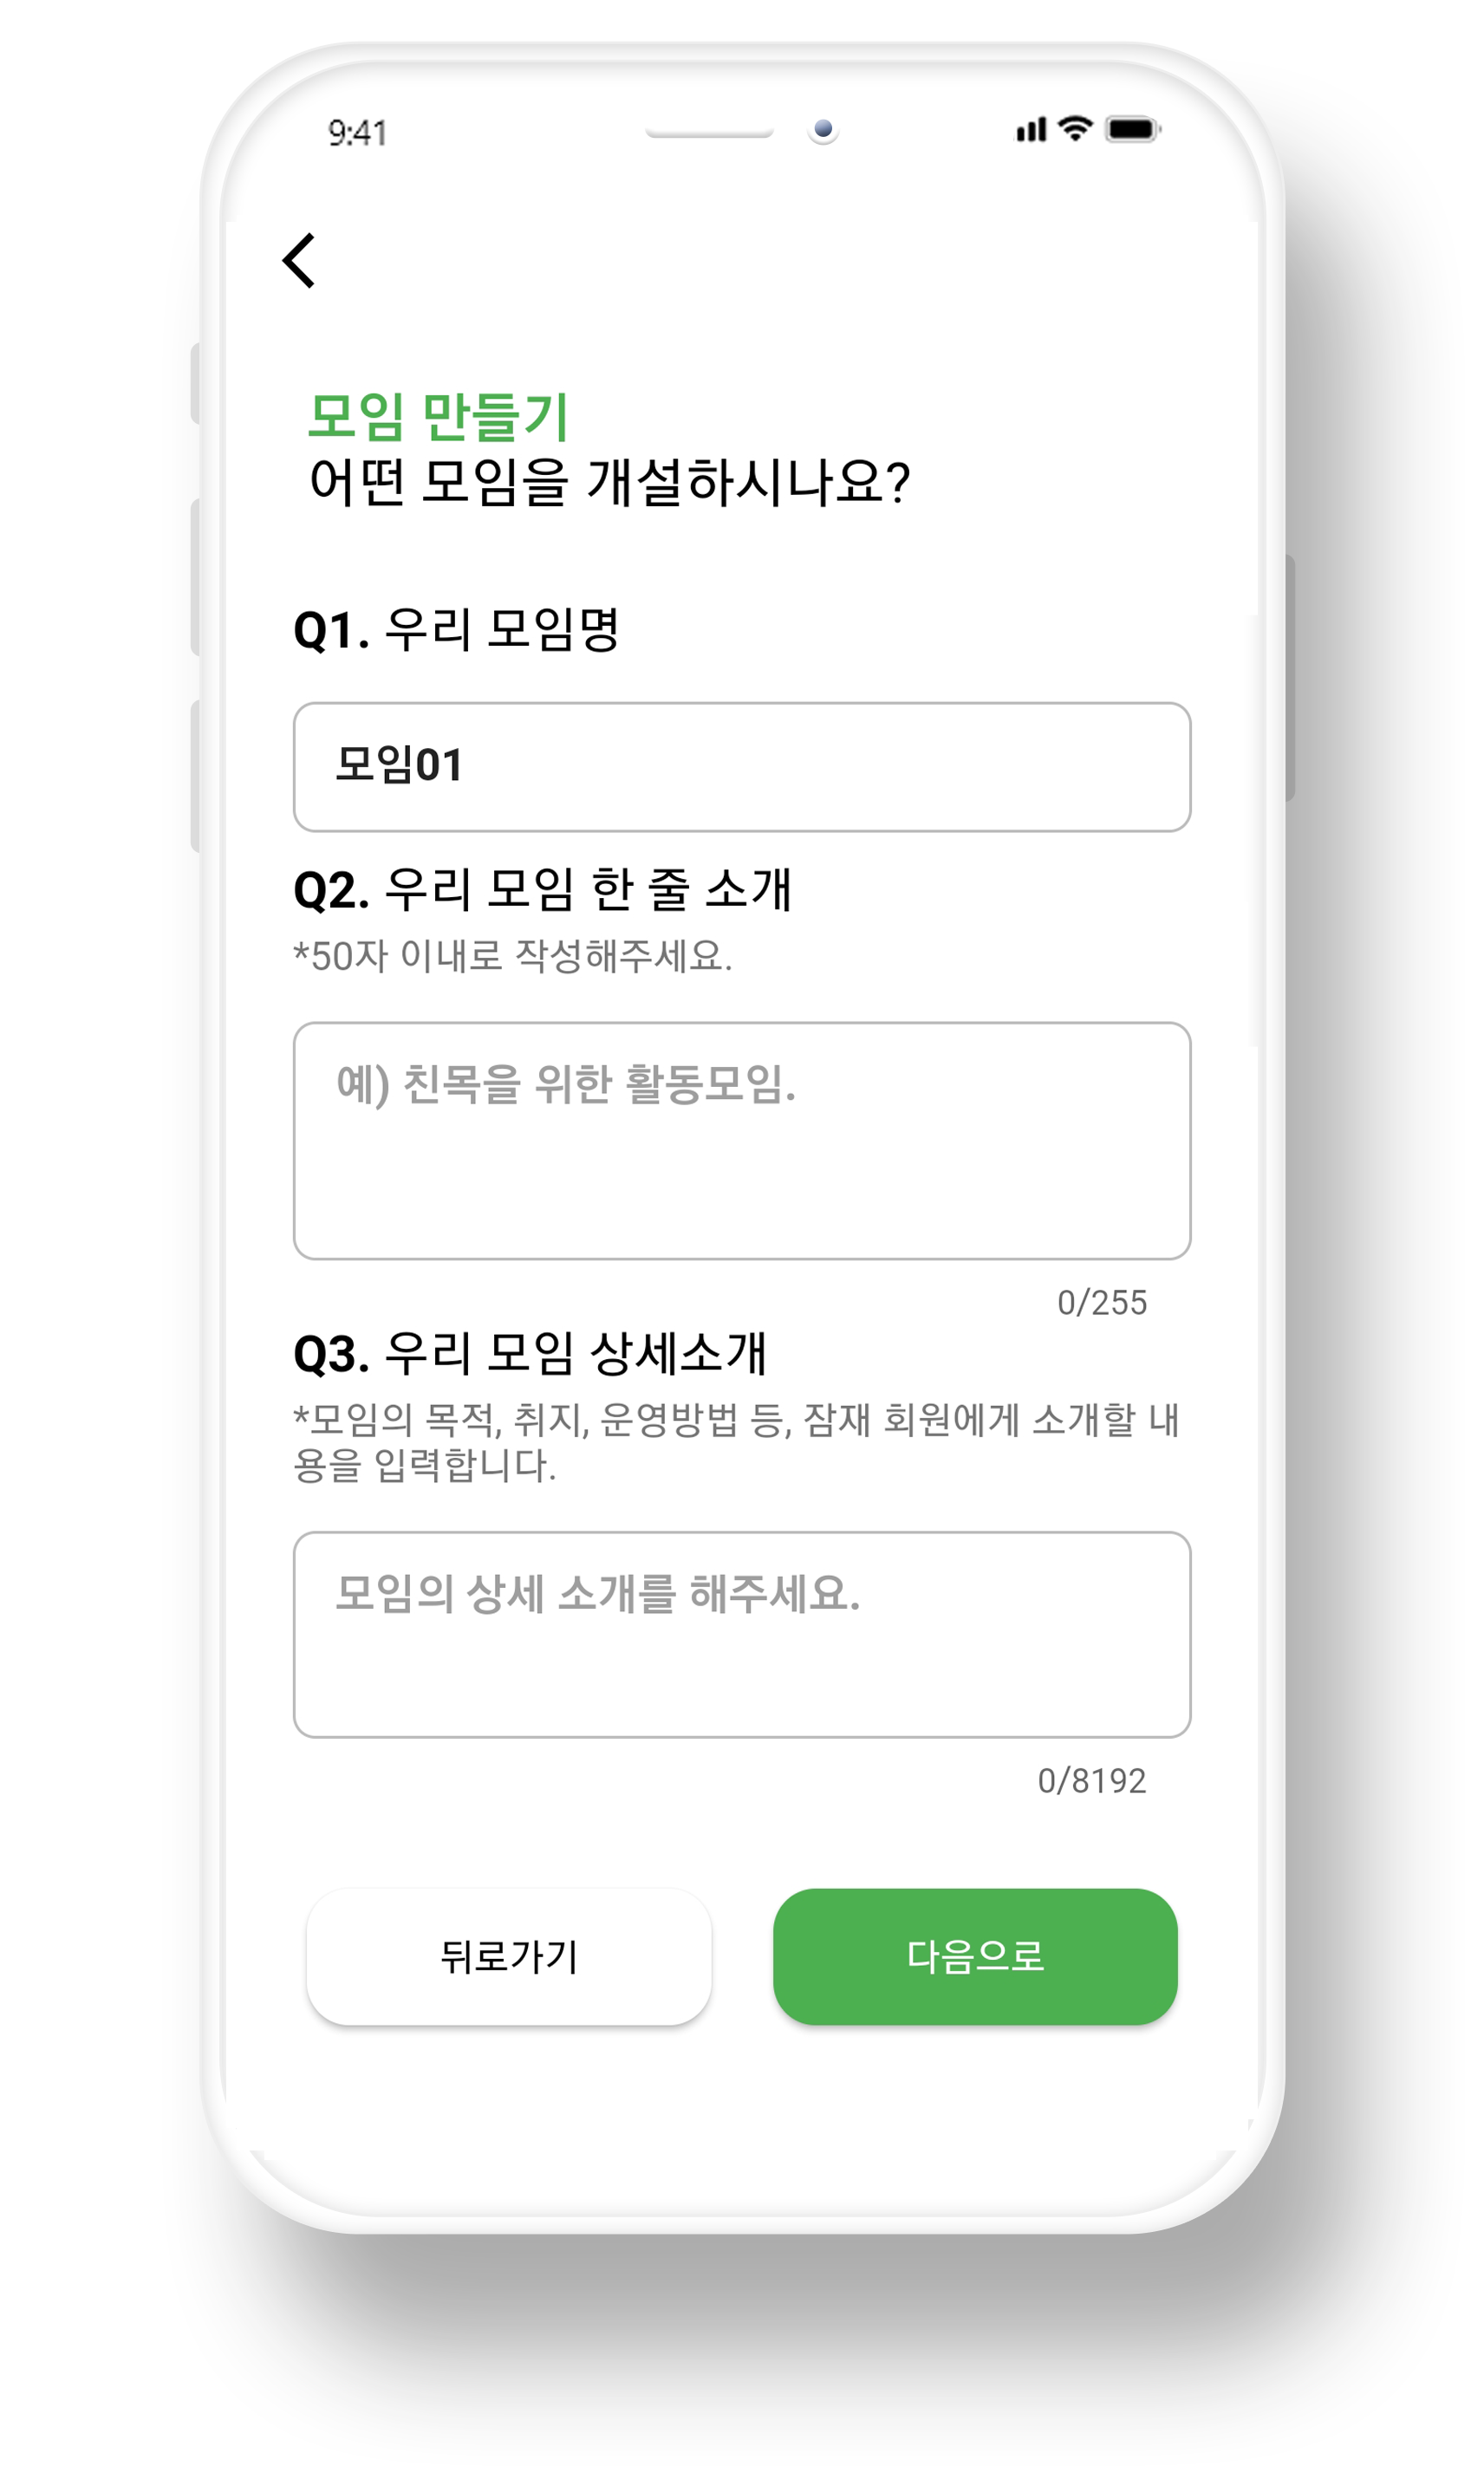 9:41
모임 만들기
어떤 모임을 개설하시나요?
Q1. 우리 모임명
모임01
Q2. 우리 모임 한 줄 소개
*50자 이내로 작성해주세요.
예) 친목을 위한 활동모임.
0/255
Q3. 우리 모임 상세소개
*모임의 목적, 취지, 운영방법 등, 잠재 회원에게 소개할 내
용을 입력합니다.
모임의 상세 소개를 해주세요.
0/8192
뒤로가기
다음으로